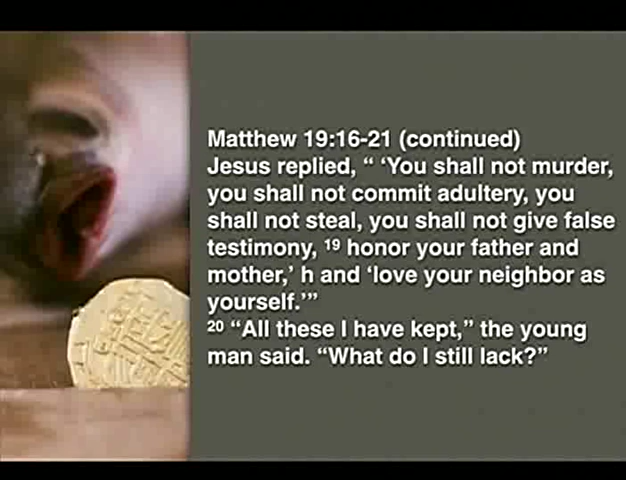 Matthew 19:16-21 (continued)
Jesus replied, “ ‘You shall not murder,
you shall not commit adultery, you
shall not steal, you shall not give false
testimony, ¹⁹ honor your father and
mother,’ h and ‘love your neighbor as
yourself.’”
²⁰ “All these I have kept,” the young
man said. “What do I still lack?”